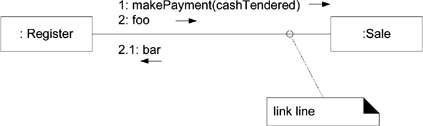 1: makePayment(cashTendered)
2: foo
: Register
:Sale
2.1: bar
link line